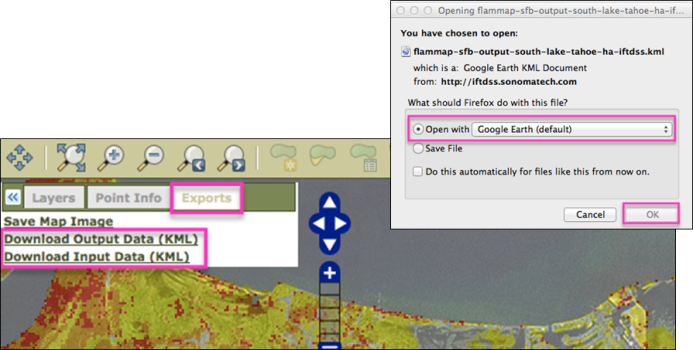 Opening flammap-sfb-output-south-lake-tahoe-ha-if...
You have chosen to open:
flammap-sfb-output-south-lake-tahoe-ha-iftdss.kml
which is a: Google Earth KML Document
from: http://iftdss.sonomatech.com
What should Firefox do with this file?
Open with Google Earth (default)
Save File
Do this automatically for files like this from now on.
Cancel OK
Layers Point Info Exports
Save Map Image
Download Output Data (KML)
Download Input Data (KML)